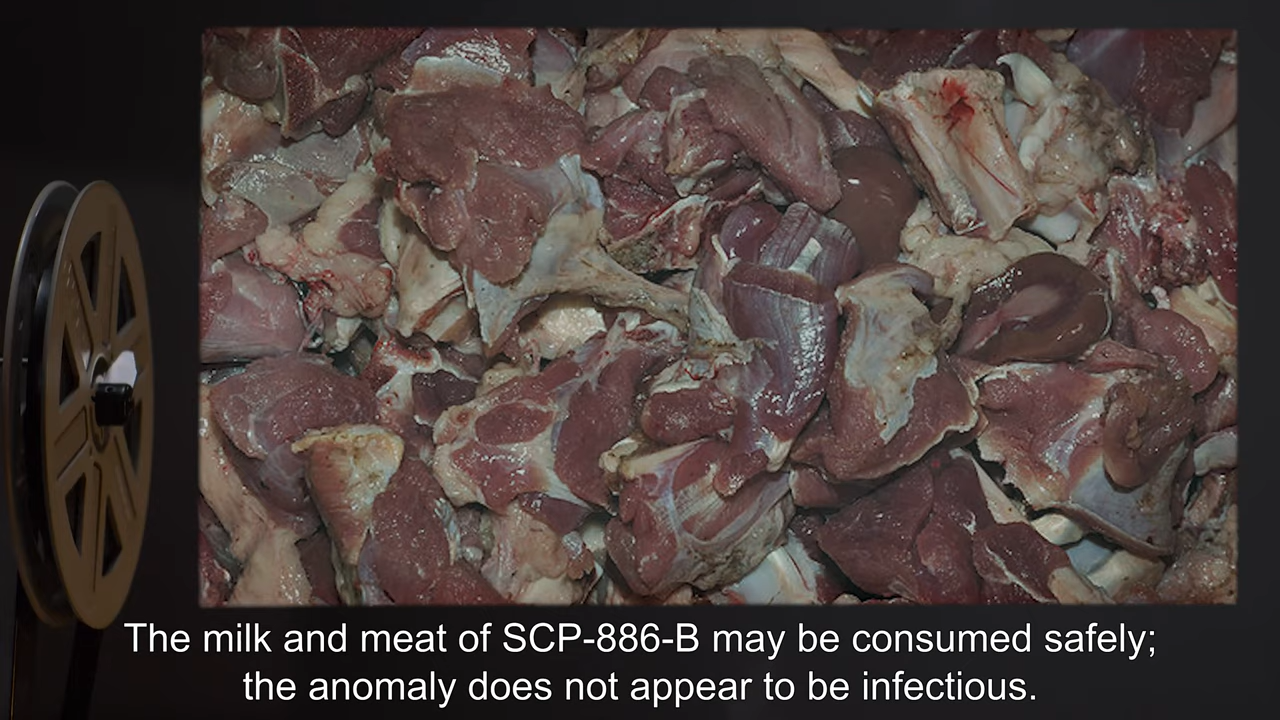 The milk and meat of SCP-886-B may be consumed safely;
the anomaly does not appear to be infectious.